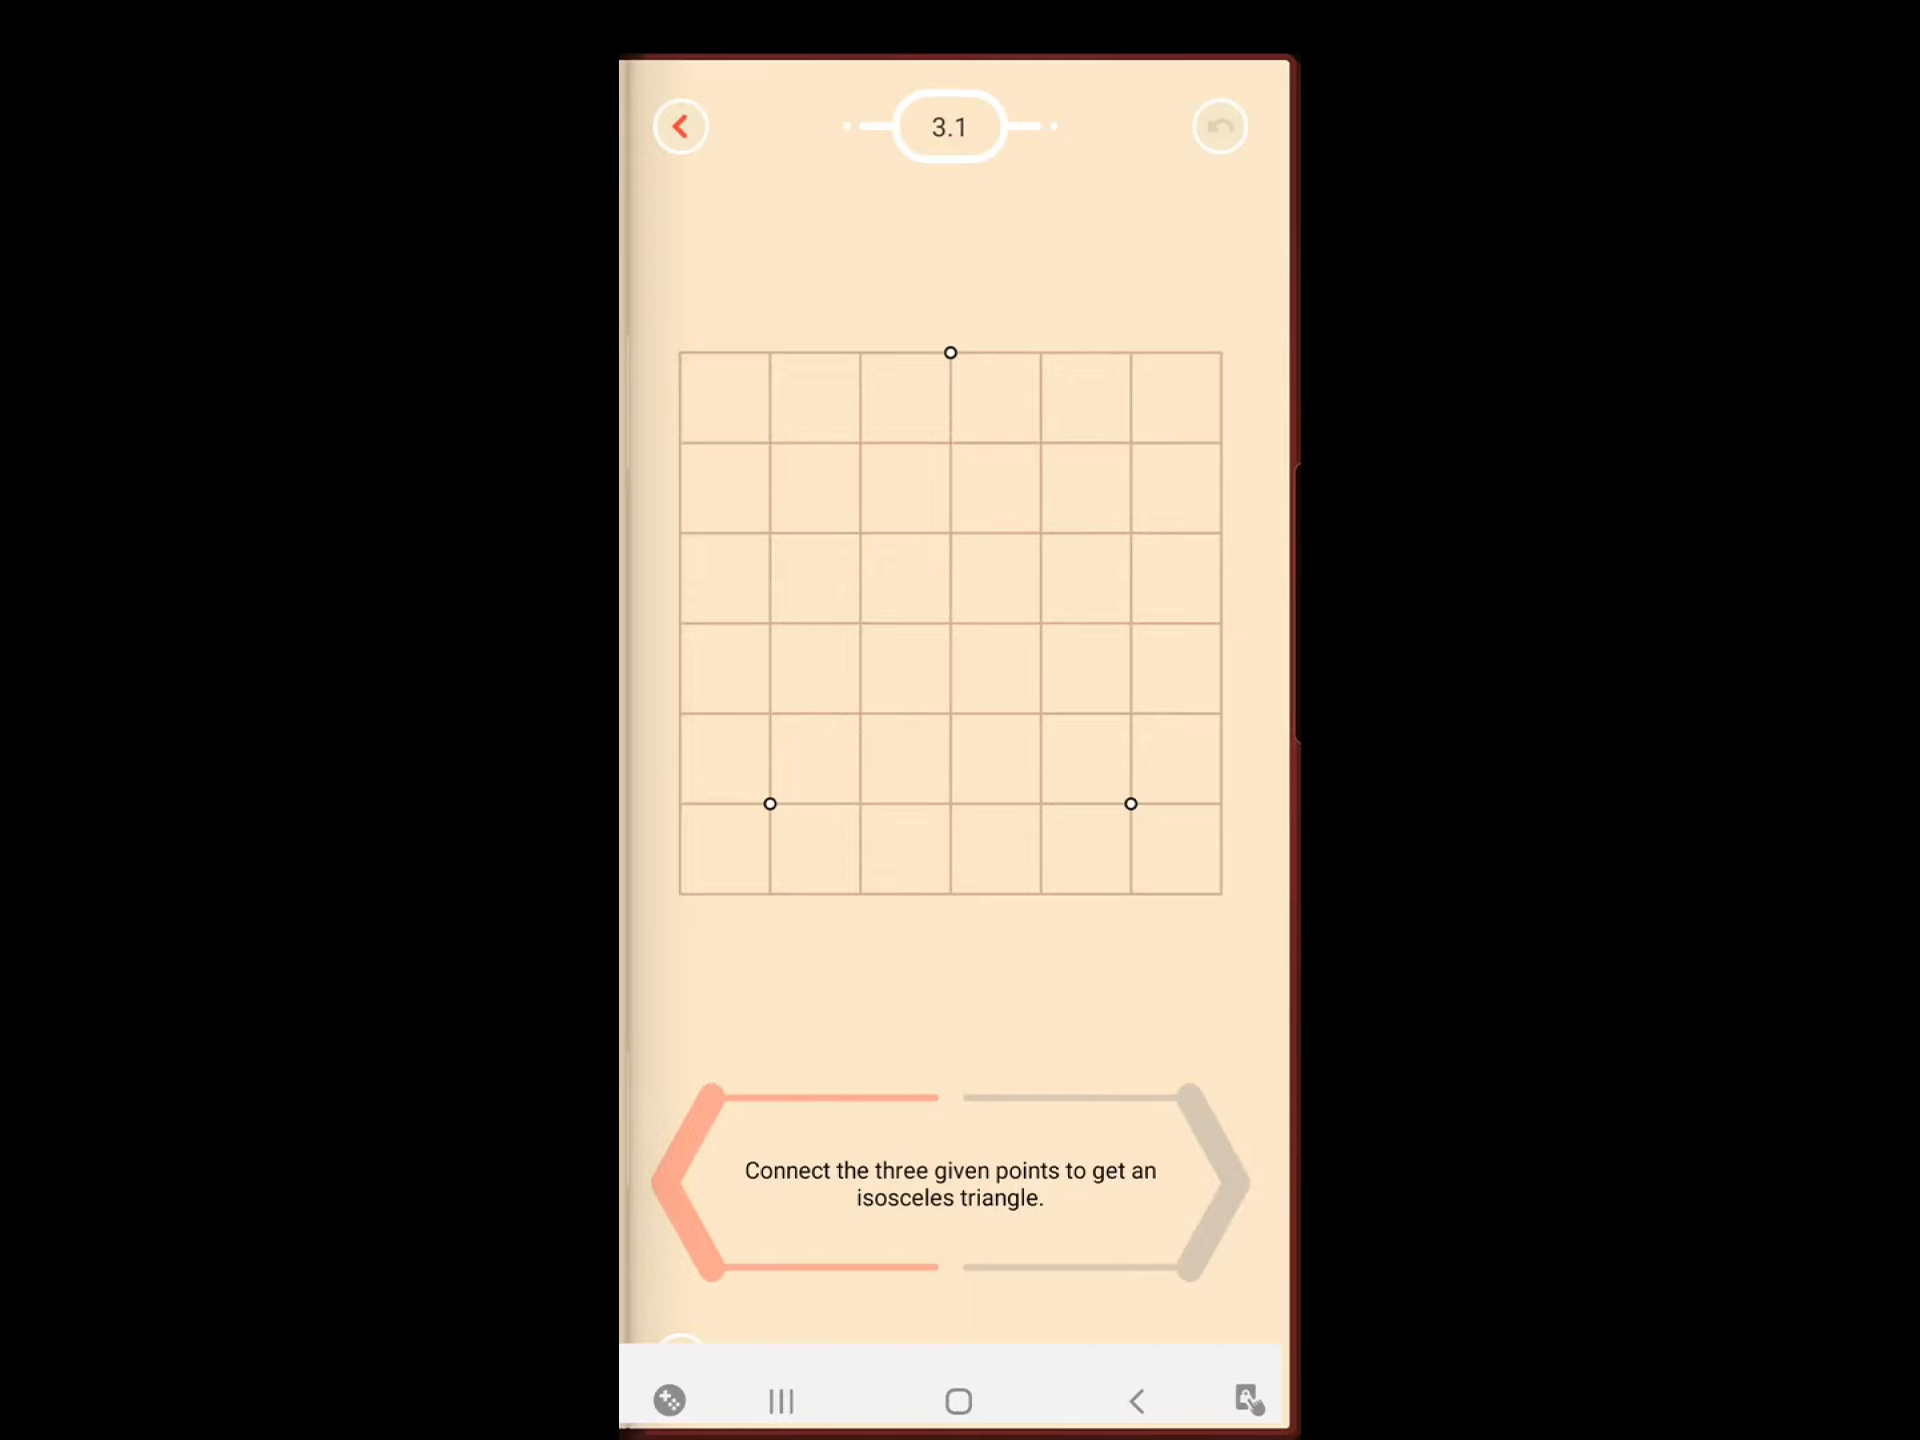 3.1
Connect the three given points to get an
isosceles triangle.